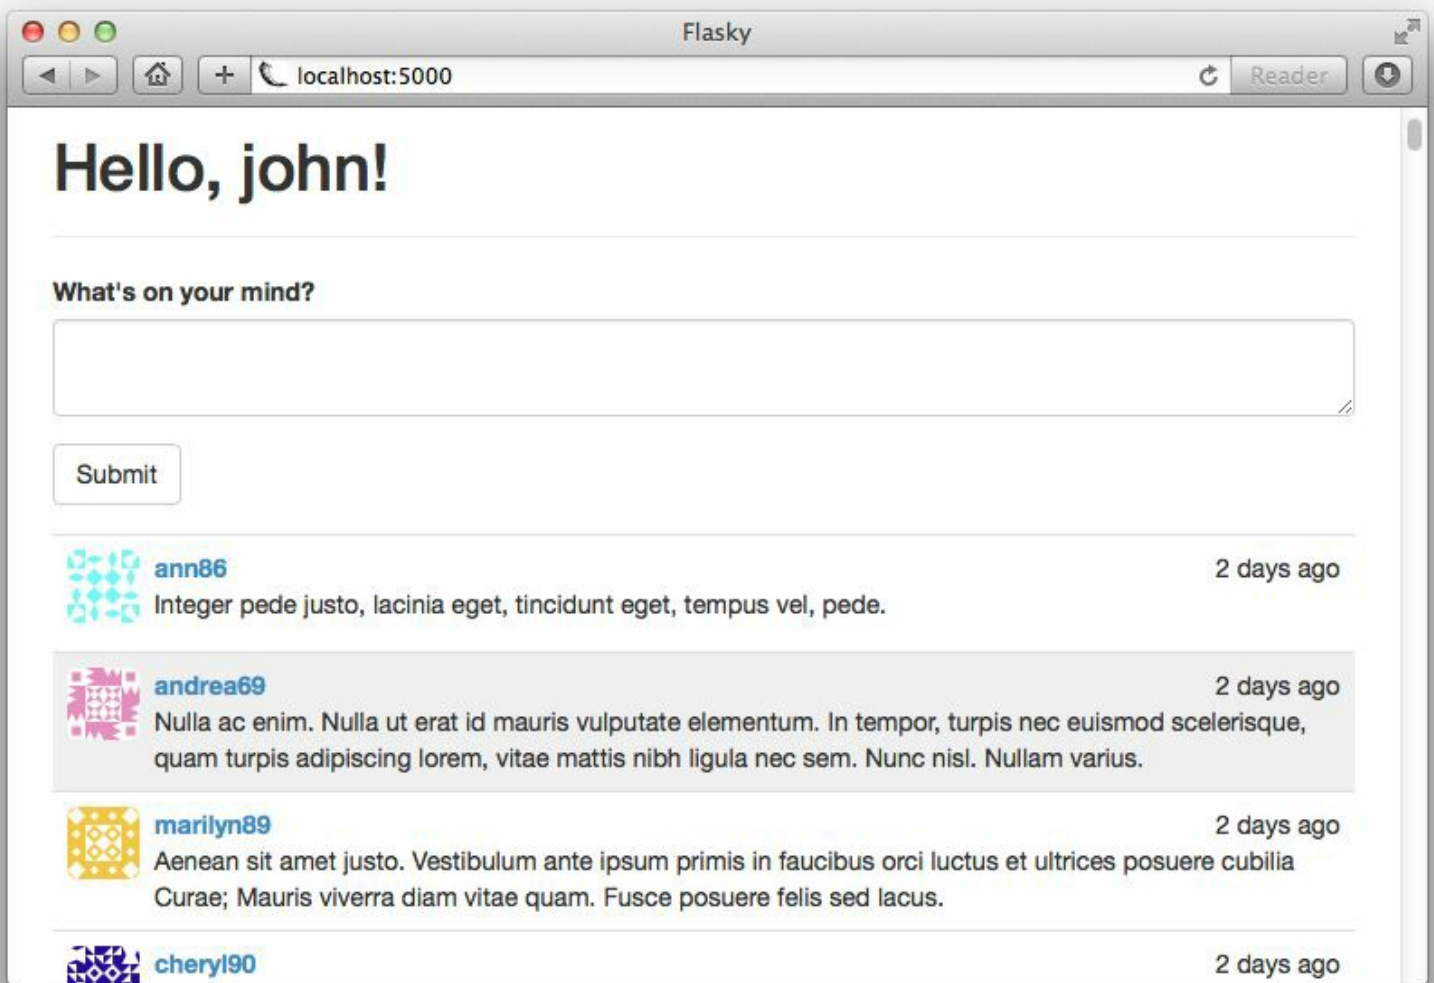 Flasky
localhost:5000
Reader
Hello, john!
What's on your mind?
Submit
ann86
2 days ago
Integer pede justo, lacinia eget, tincidunt eget, tempus vel, pede.
andrea69
2 days ago
Nulla ac enim. Nulla ut erat id mauris vulputate elementum. In tempor, turpis nec euismod scelerisque,
quam turpis adipiscing lorem, vitae mattis nibh ligula nec sem. Nunc nisl. Nullam varius.
marilyn89
2 days ago
Aenean sit amet justo. Vestibulum ante ipsum primis in faucibus orci luctus et ultrices posuere cubilia
Curae; Mauris viverra diam vitae quam. Fusce posuere felis sed lacus.
cheryl90
2 days ago